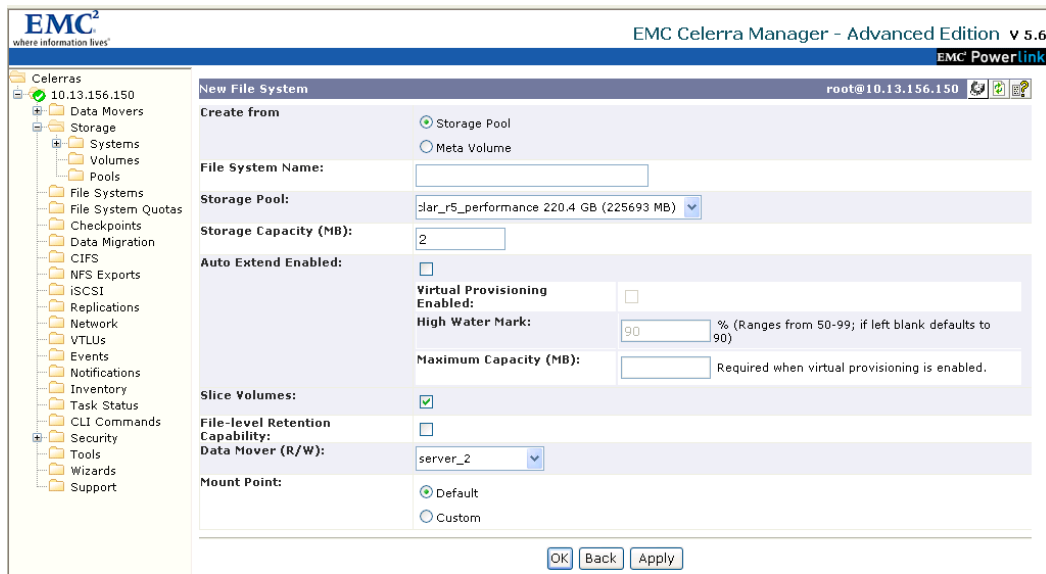 EMC²
where information lives®
EMC Celerra Manager - Advanced Edition v 5.6
EMC² Powerlink
Celerras
10.13.156.150
Data Movers
Storage
Systems
Volumes
Pools
File Systems
File System Quotas
Checkpoints
Data Migration
CIFS
NFS Exports
iSCSI
Replications
Network
VTLUs
Events
Notifications
Inventory
Task Status
CLI Commands
Security
Tools
Wizards
Support
New File System
root@10.13.156.150
Create from
Storage Pool
Meta Volume
File System Name:
Storage Pool:
clar_r5_performance 220.4 GB (225693 MB)
Storage Capacity (MB):
2
Auto Extend Enabled:
Virtual Provisioning
Enabled:
High Water Mark:
90
% (Ranges from 50-99; if left blank defaults to
90)
Maximum Capacity (MB):
Required when virtual provisioning is enabled.
Slice Volumes:
File-level Retention
Capability:
Data Mover (R/W):
server_2
Mount Point:
Default
Custom
OK
Back
Apply